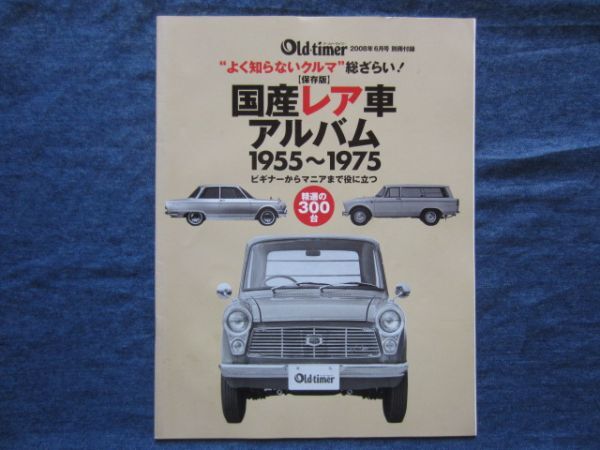 Old-timer 2008年6月号 別冊付録
“よく知らないクルマ”総ざらい!
【保存版】
国産レア車
アルバム
1955〜1975
ビギナーからマニアまで役に立つ
精選の
300
台
Old-timer